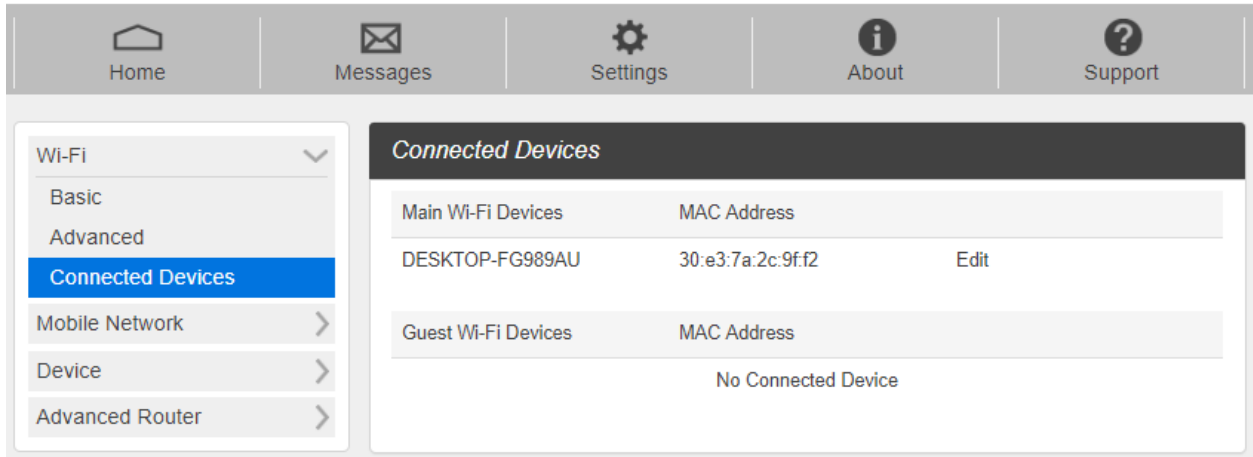 Home Messages Settings About Support
Wi-Fi
Basic
Advanced
Connected Devices
Mobile Network
Device
Advanced Router
Connected Devices
Main Wi-Fi Devices MAC Address
DESKTOP-FG989AU 30:e3:7a:2c:9f:f2 Edit
Guest Wi-Fi Devices MAC Address
No Connected Device